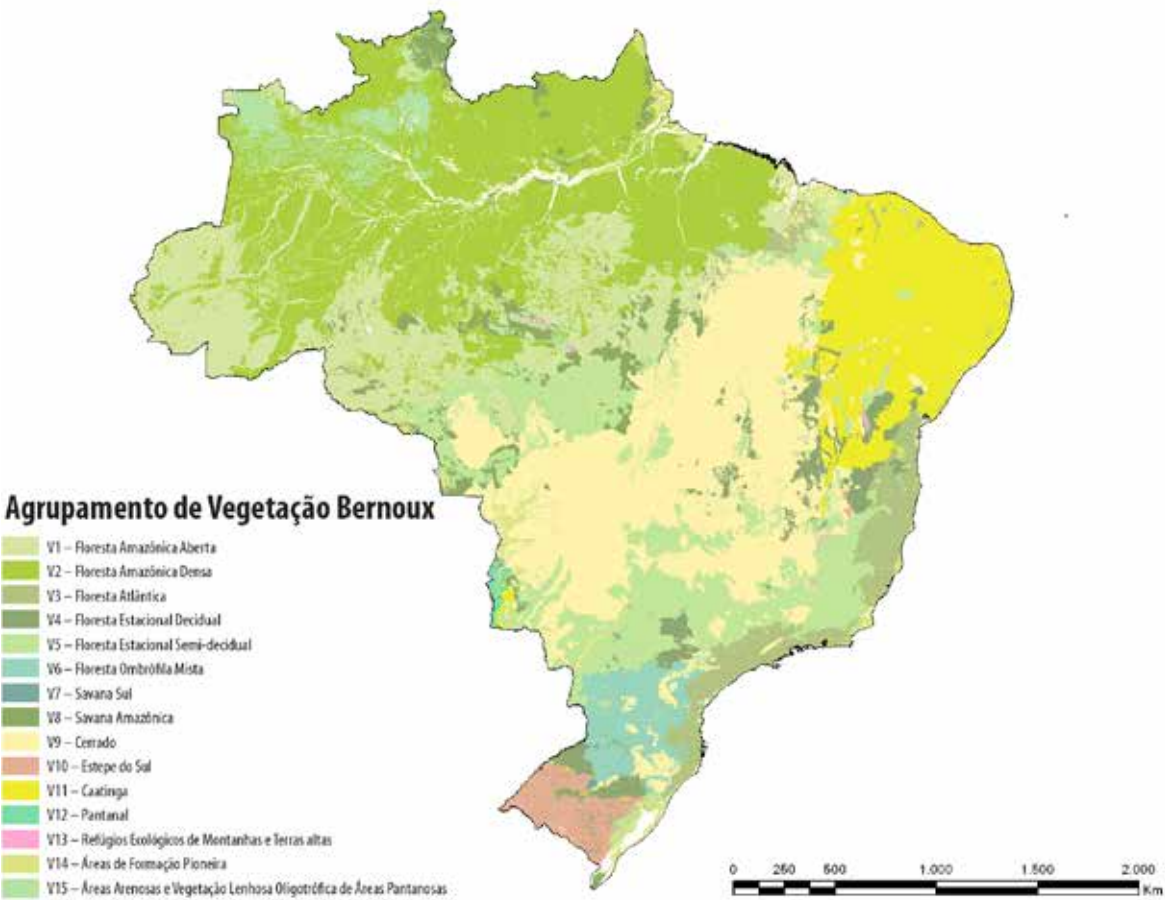 Agrupamento de Vegetação Bernoux
V1 – Floresta Amazônica Aberta
V2 – Floresta Amazônica Densa
V3 – Floresta Atlântica
V4 – Floresta Estacional Decidual
V5 – Floresta Estacional Semi-decidual
V6 – Floresta Ombrófila Mista
V7 – Savana Sul
V8 – Savana Amazônica
V9 – Cerrado
V10 – Estepe do Sul
V11 – Caatinga
V12 – Pantanal
V13 – Refúgios Ecológicos de Montanhas e Terras altas
V14 – Áreas de Formação Pioneira
V15 – Áreas Arenosas e Vegetação Lenhosa Oligotrófica de Áreas Pantanosas
0 250 500 1.000 1.500 2.000
Km